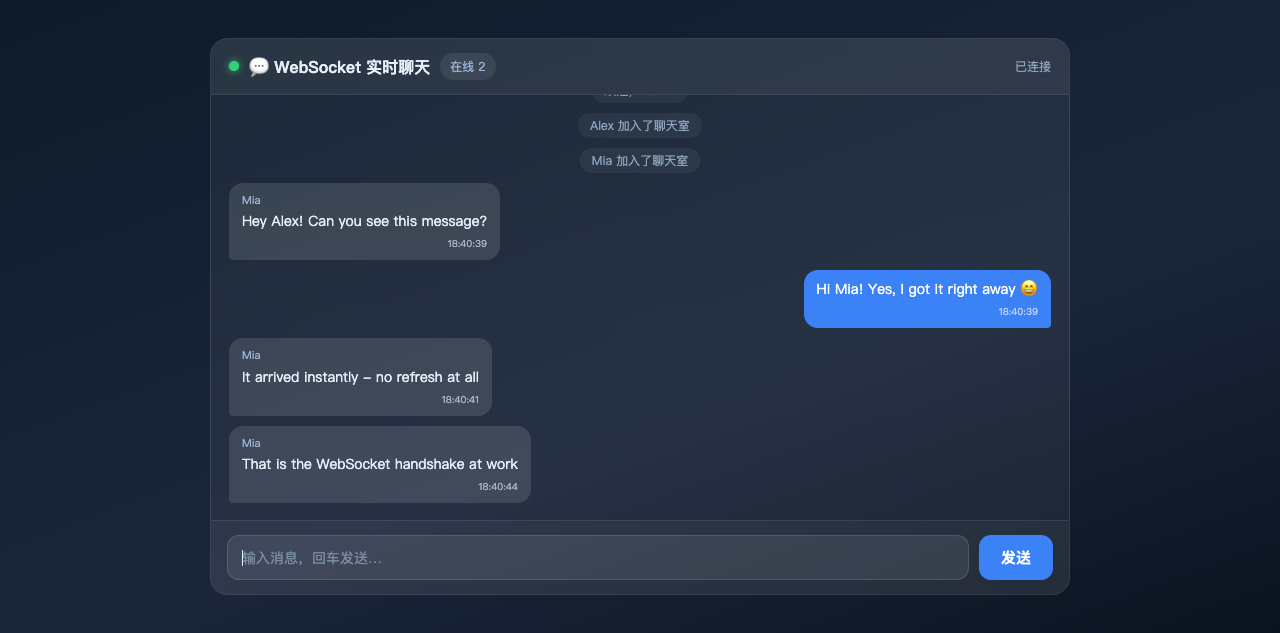 💬 WebSocket 实时聊天 在线 2 已连接
Alex 加入了聊天室
Mia 加入了聊天室
Mia
Hey Alex! Can you see this message?
18:40:39
Hi Mia! Yes, I got it right away 😄
18:40:39
Mia
It arrived instantly – no refresh at all
18:40:41
Mia
That is the WebSocket handshake at work
18:40:44
输入消息，回车发送… 发送